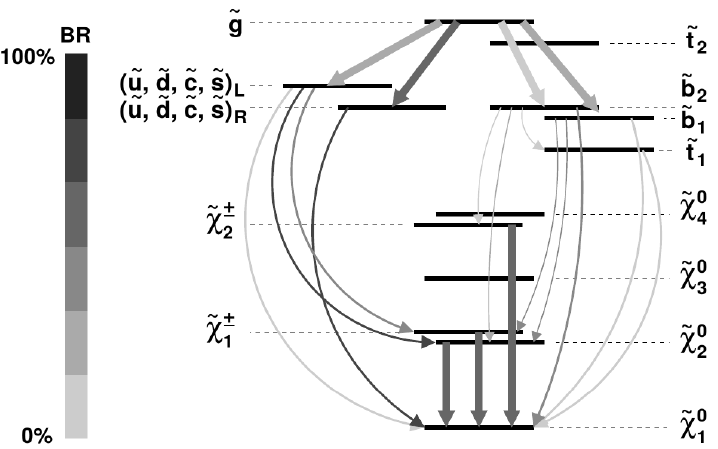 g̃
BR
t̃₂
100%
(ũ, d̃, c̃, s̃)L
b̃₂
(ũ, d̃, c̃, s̃)R
b̃₁
t̃₁
χ̃⁰₄
χ̃±₂
χ̃⁰₃
χ̃±₁
χ̃⁰₂
χ̃⁰₁
0%